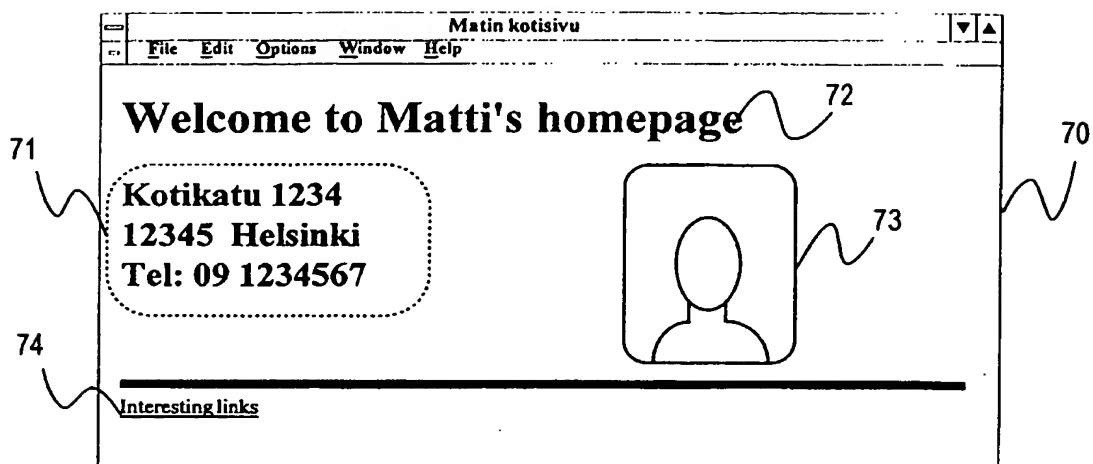 Matin kotisivu
File Edit Options Window Help
Welcome to Matti's homepage
72
70
71
Kotikatu 1234
12345 Helsinki
Tel: 09 1234567
73
74
Interesting links